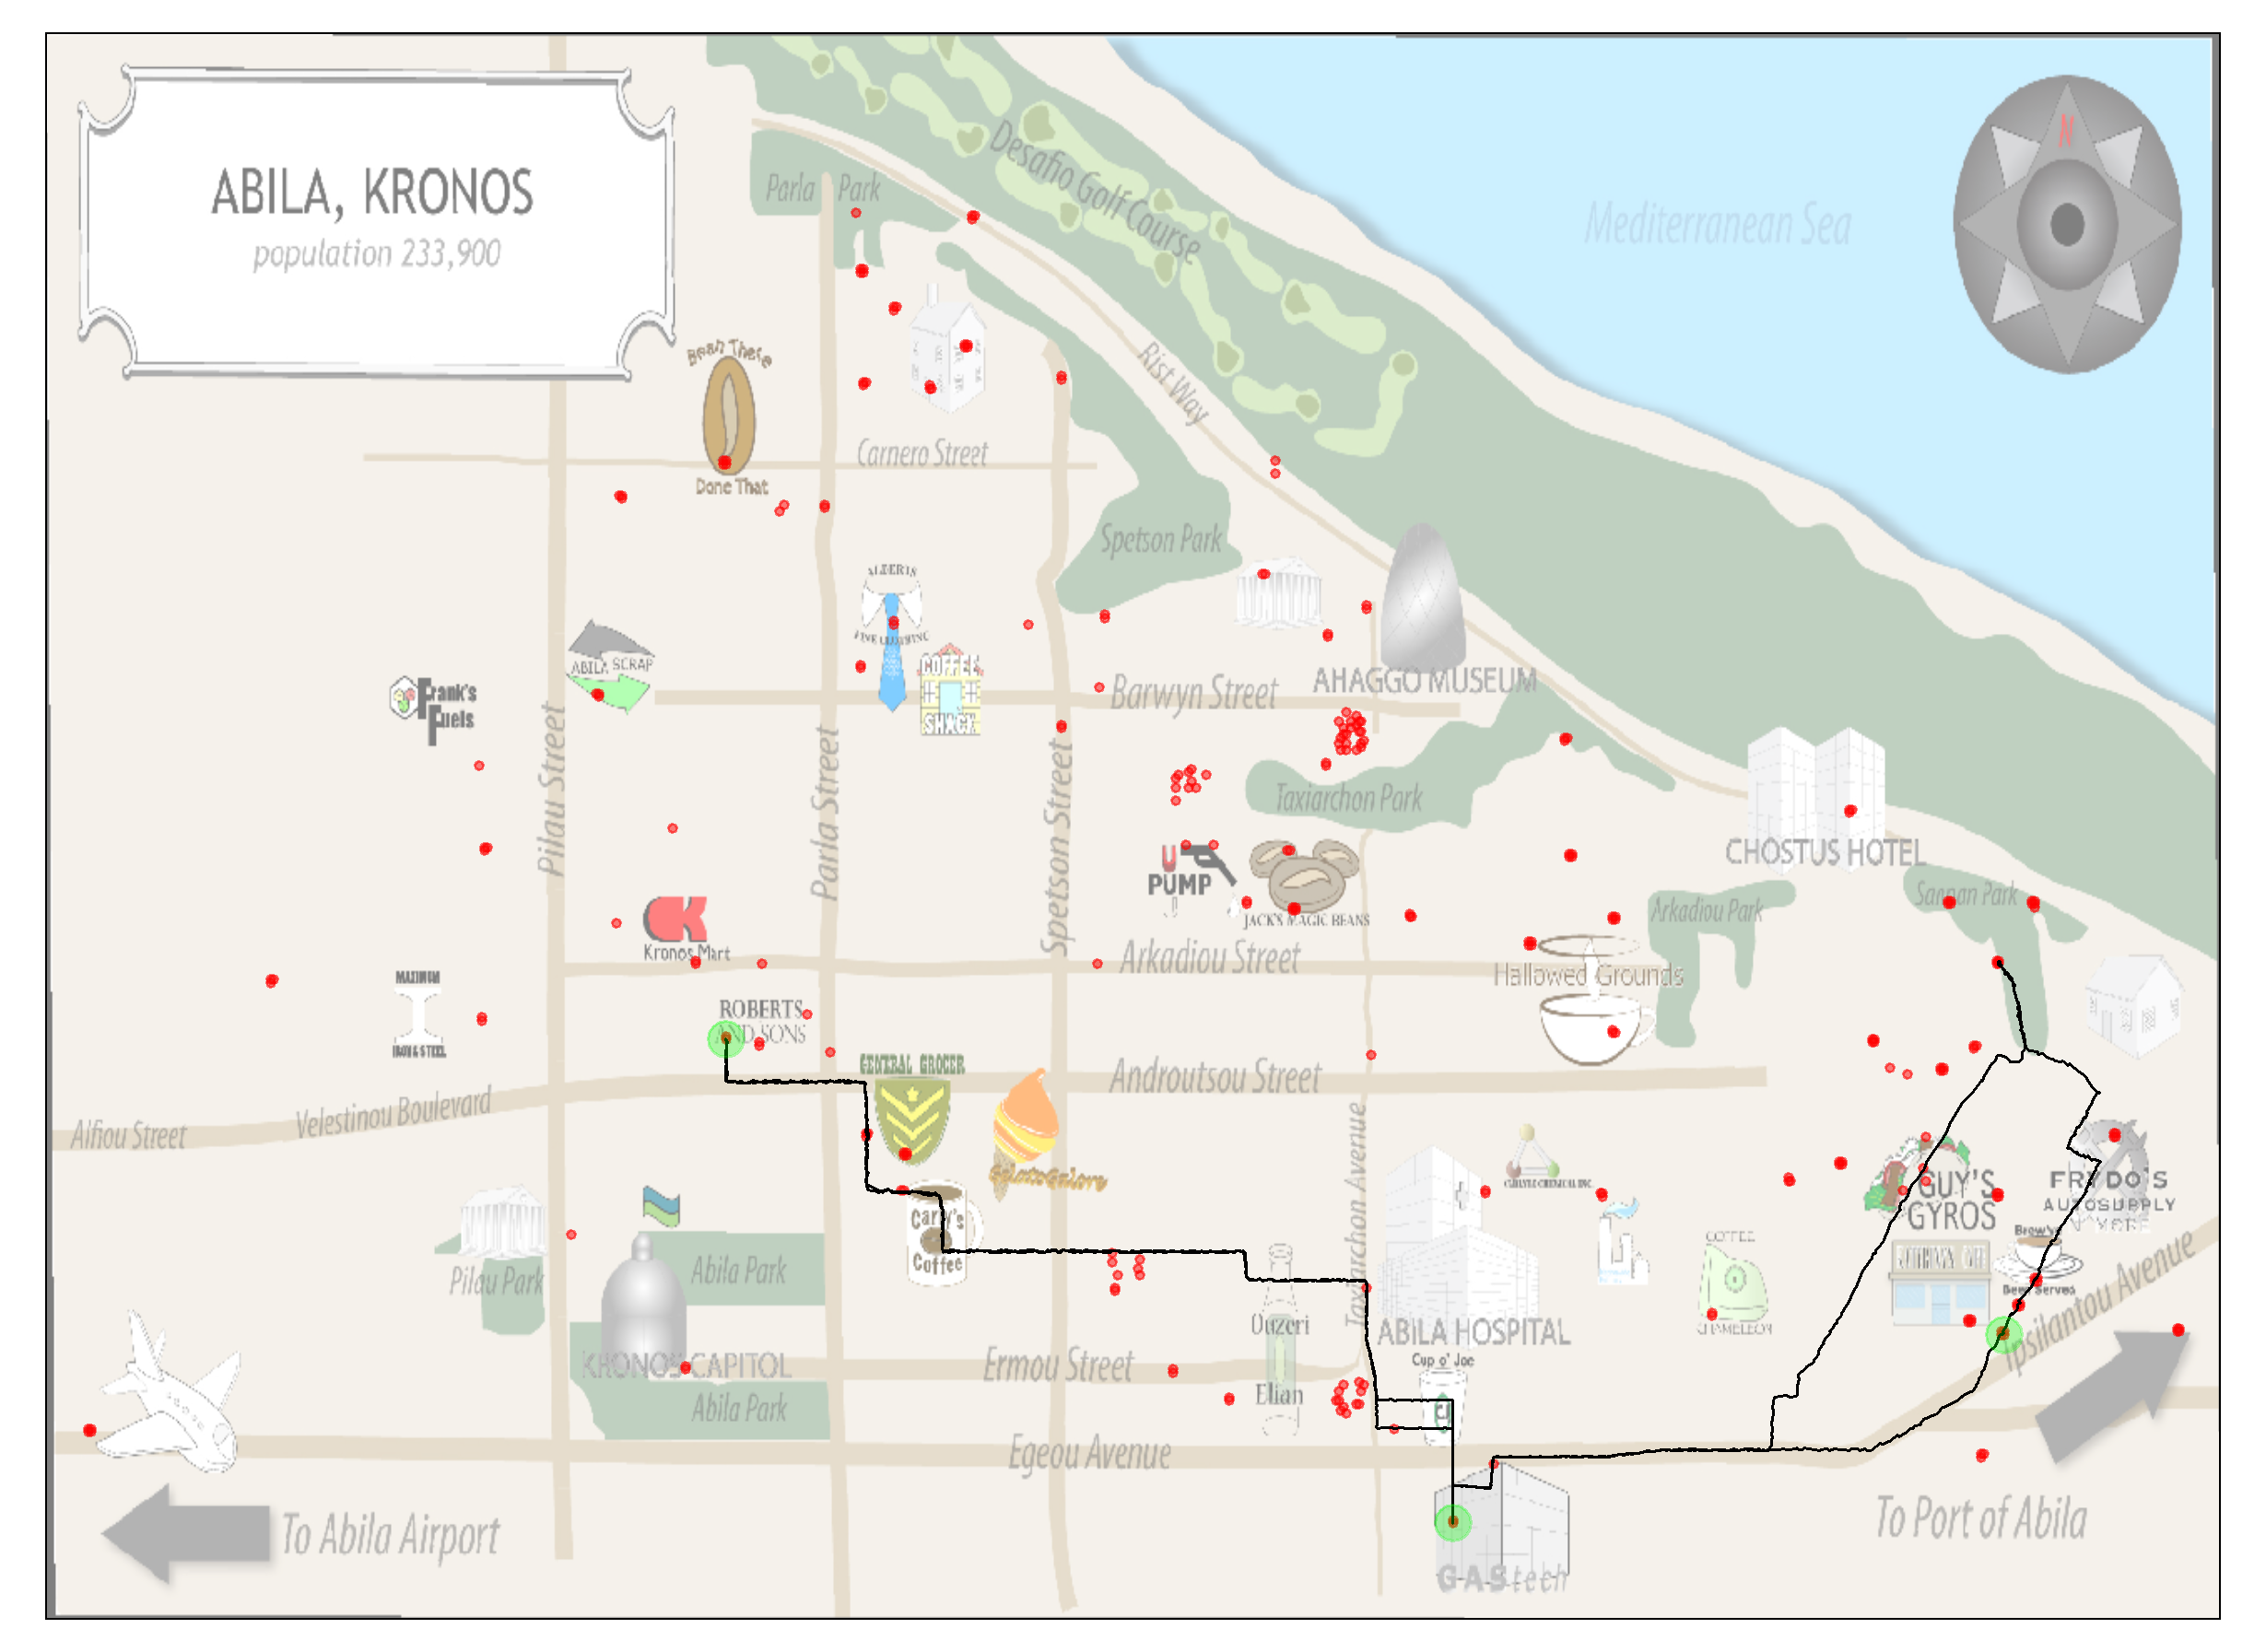 ABILA, KRONOS
population 233,900
N
Mediterranean Sea
Desafio Golf Course
Parla Park
Rist Way
Bean There
Done That
Carnero Street
Spetson Park
ALBERTS
FINE CLOTHING
ABILA SCRAP
COFFEE
SHACK
Frank's
Fuels
Barwyn Street
AHAGGO MUSEUM
Pilau Street
Parla Street
Spetson Street
Taxiarchon Park
CHOSTUS HOTEL
U
PUMP
JACK'S MAGIC BEANS
Sannan Park
Arkadiou Park
Kronos Mart
Arkadiou Street
Hallowed Grounds
MAXIMUM
IRON & STEEL
ROBERTS
AND SONS
GENERAL GROCER
Androutsou Street
Velestinou Boulevard
Alfiou Street
Taxiarchon Avenue
Gelato Galore
CARLYLE CHEMICAL INC.
GUY'S
GYROS
FRYDO'S
AUTOSUPPLY
N' MORE
Carly's
Coffee
Brew've
Been Served
COFFEE
CHAMELEON
Abila Park
Pilau Park
Ouzeri
Elian
ABILA HOSPITAL
Cup o' Joe
CJ
Ipsilantou Avenue
KRONOS CAPITOL
Ermou Street
Abila Park
Egeou Avenue
To Abila Airport
To Port of Abila
GAStech